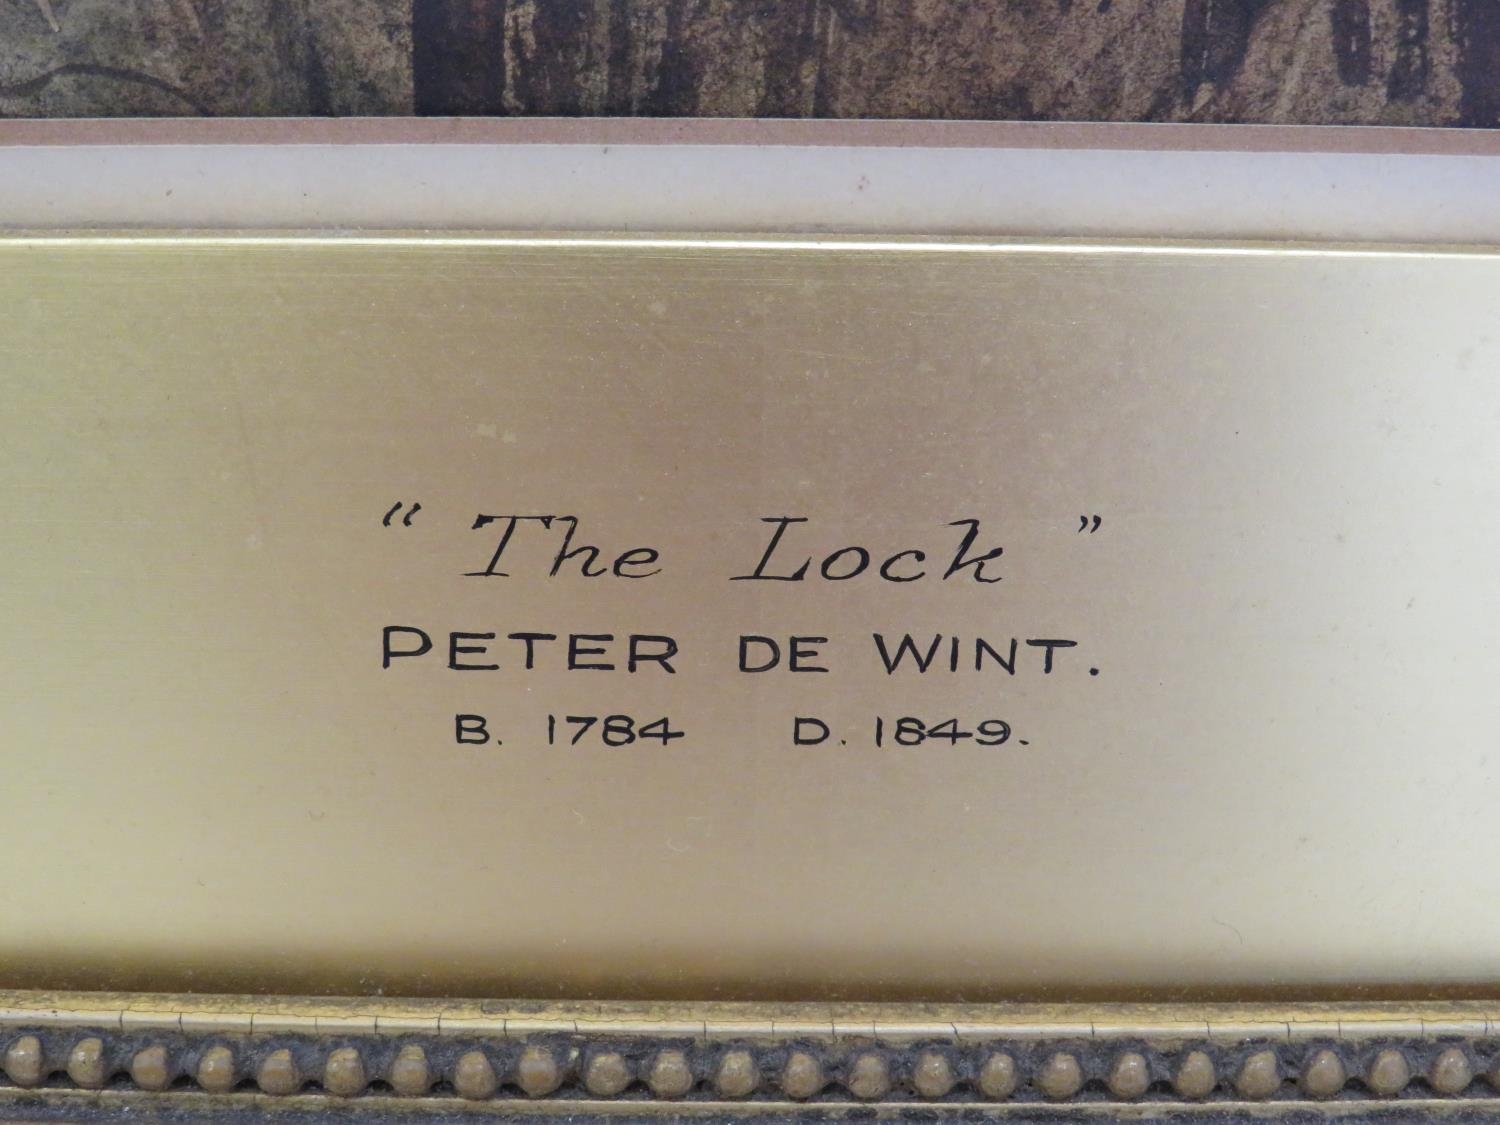 “ The Lock ”
PETER DE WINT.
B. 1784 D. 1849.